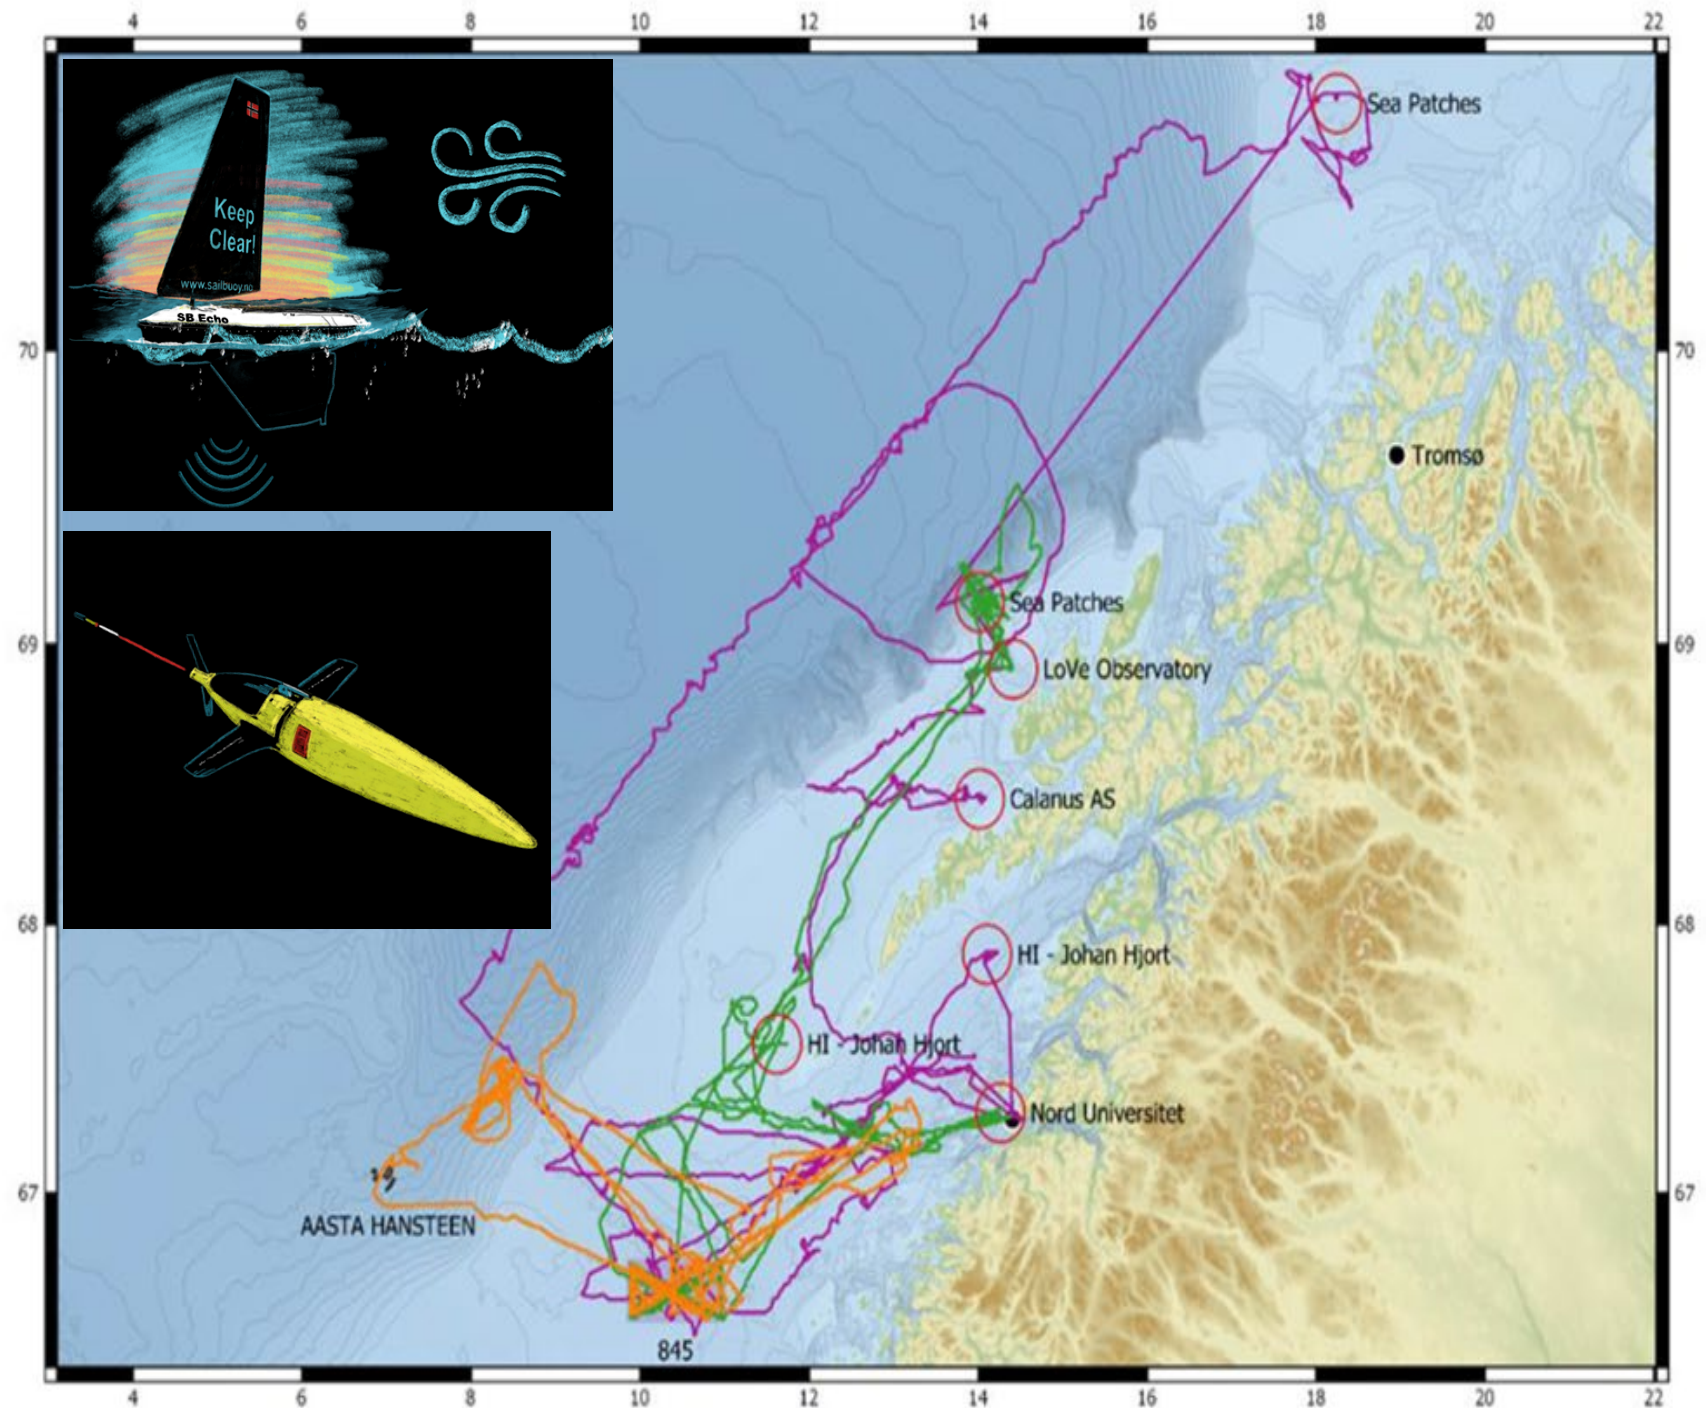 4 6 8 10 12 14 16 18 20 22
Keep
Clear!
www.sailbuoy.no
SB Echo
Sea Patches
70 70
Tromsø
Sea Patches
69 69
LoVe Observatory
Calanus AS
68 68
HI - Johan Hjort
HI - Johan Hjort
Nord Universitet
67 67
AASTA HANSTEEN
845
4 6 8 10 12 14 16 18 20 22